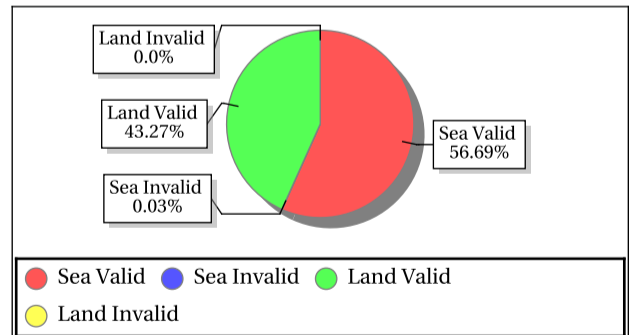 Land Invalid
0.0%
Land Valid
43.27%
Sea Valid
56.69%
Sea Invalid
0.03%
Sea Valid Sea Invalid Land Valid
Land Invalid